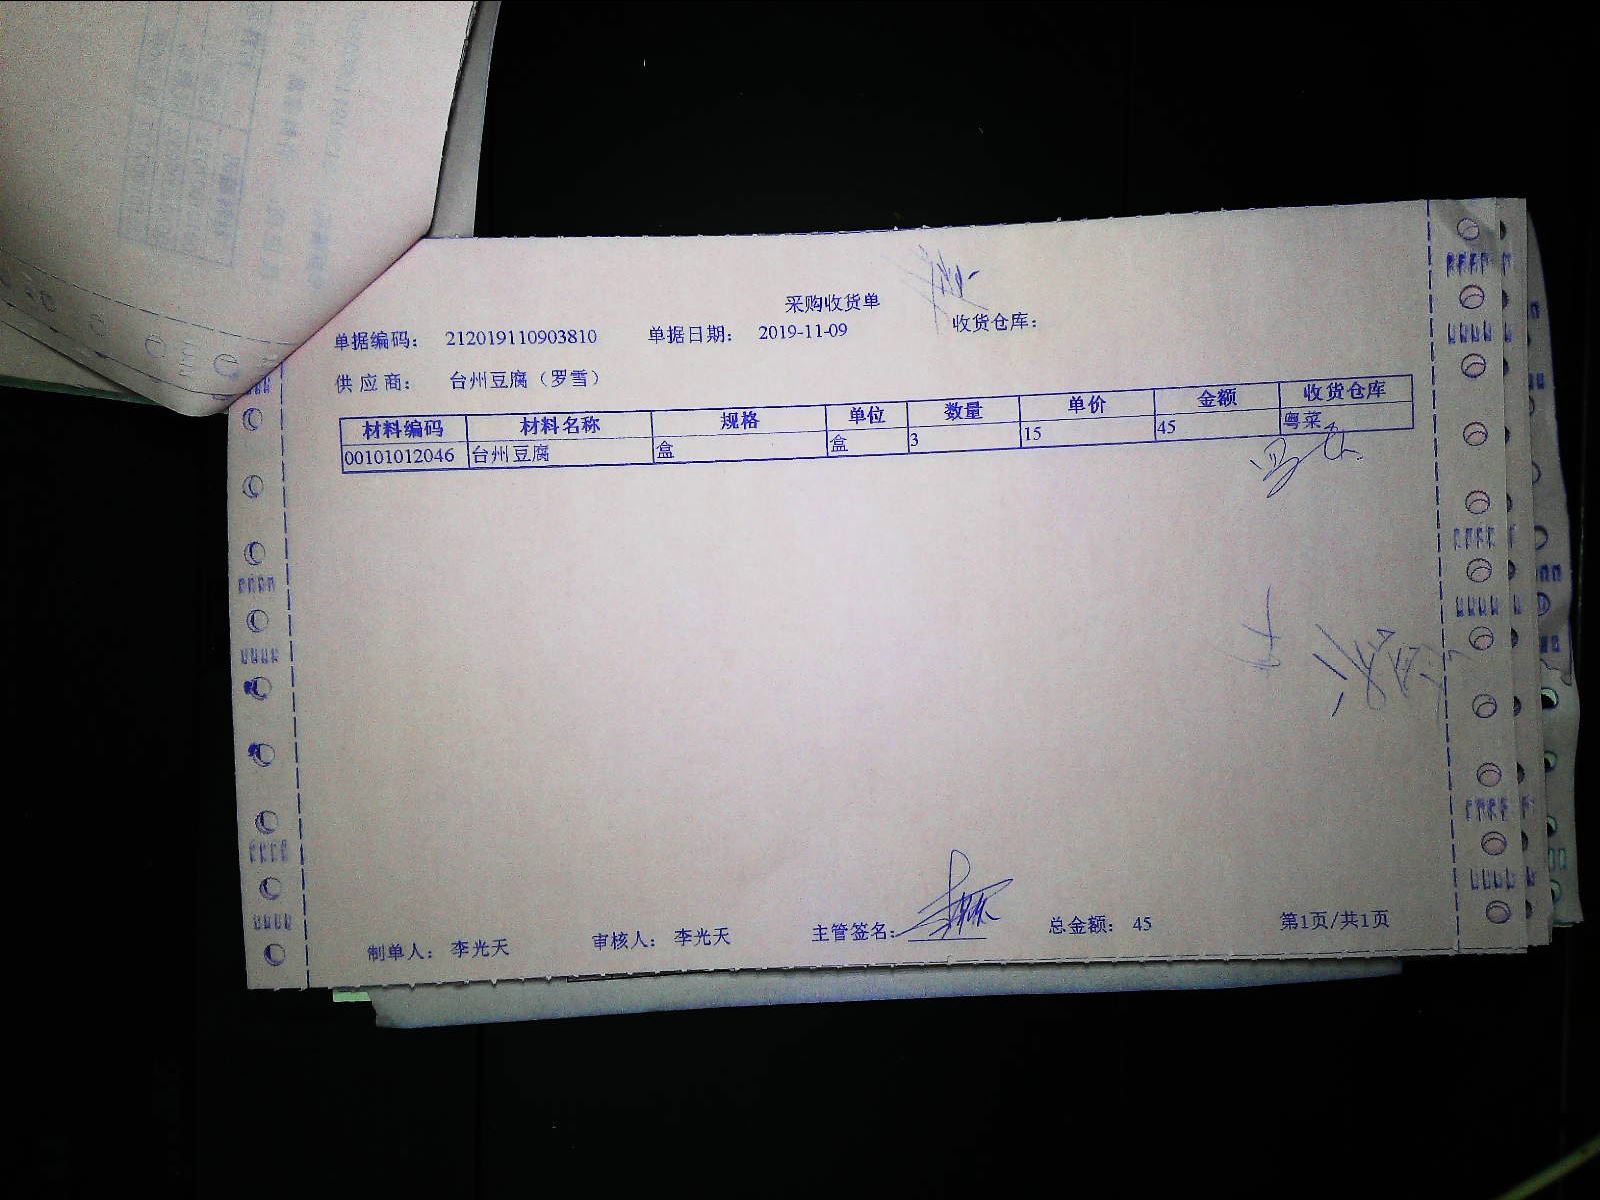 采购收货单
单据编码： 212019110903810 单据日期： 2019-11-09 收货仓库：
供应商： 台州豆腐（罗雪）
材料编码 材料名称 规格 单位 数量 单价 金额 收货仓库
00101012046 台州豆腐 盒 盒 3 15 45 粤菜
制单人： 李光天 审核人： 李光天 主管签名： 总金额： 45 第1页/共1页